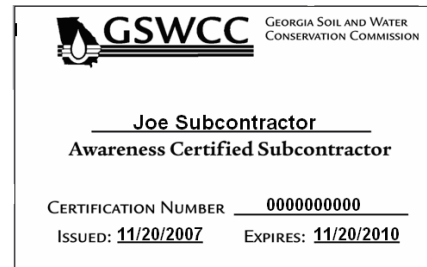 GSWCC
GEORGIA SOIL AND WATER
CONSERVATION COMMISSION
Joe Subcontractor
Awareness Certified Subcontractor
CERTIFICATION NUMBER 0000000000
ISSUED: 11/20/2007 EXPIRES: 11/20/2010